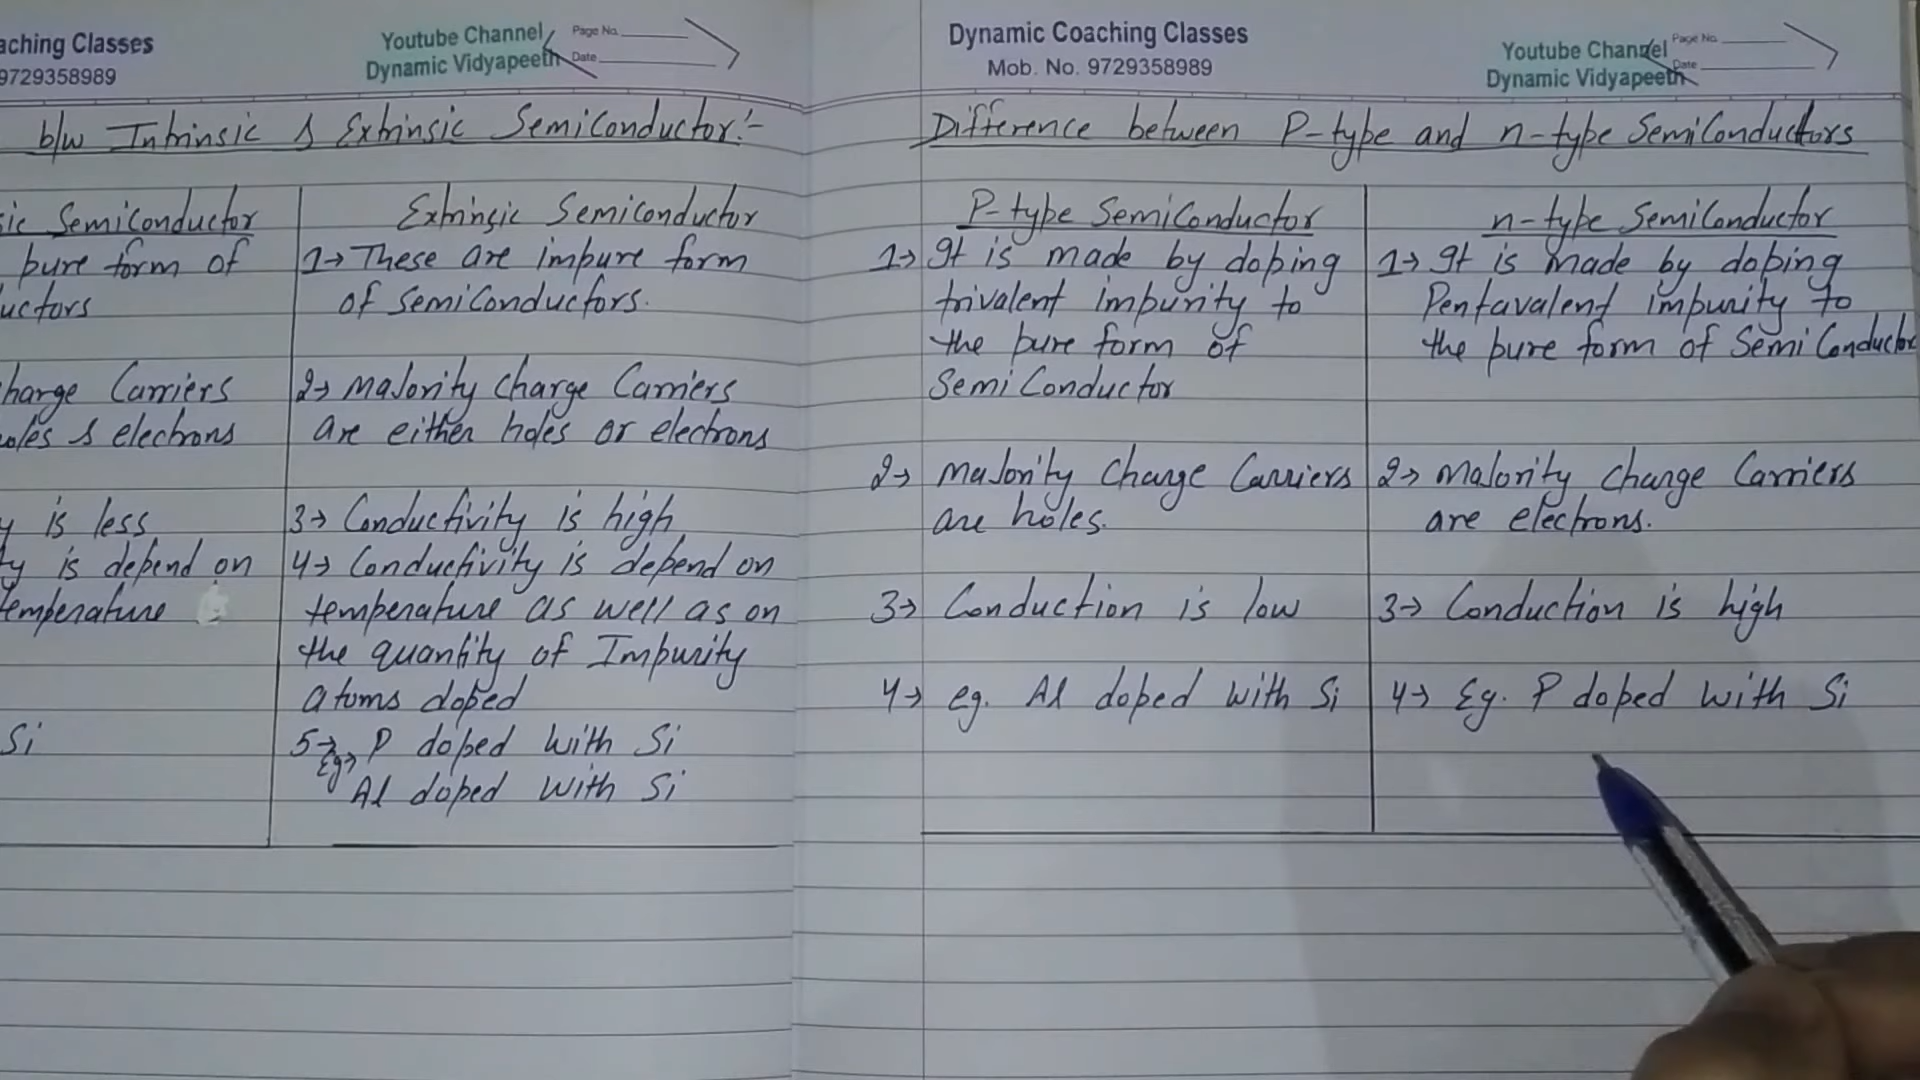 aching Classes
9729358989
Youtube Channel
Dynamic Vidyapeeth
Page No.
Date
b/w Intrinsic & Extrinsic Semiconductor:-
ic Semiconductor
pure form of
uctors
harge Carriers
oles & electrons
y is less
ty is depend on
temperature
Si
Extrinsic Semiconductor
1→ These are impure form
of SemiConductors.
2→ Majority Charge Carriers
are either holes or electrons
3→ Conductivity is high
4→ Conductivity is depend on
temperature as well as on
the quantity of Impurity
atoms doped
5→ Eg→ P doped with Si
Al doped with Si
Dynamic Coaching Classes
Mob. No. 9729358989
Youtube Channel
Dynamic Vidyapeeth
Page No.
Date
Difference between P-type and n-type SemiConductors
P-type SemiConductor
1→ It is made by doping
trivalent impurity to
the pure form of
SemiConductor
2→ Majority Charge Carriers
are holes.
3→ Conduction is low
4→ eg. Al doped with Si
n-type SemiConductor
1→ It is made by doping
Pentavalent impurity to
the pure form of SemiConductor
2→ Majority Charge Carriers
are electrons.
3→ Conduction is high
4→ Eg. P doped with Si